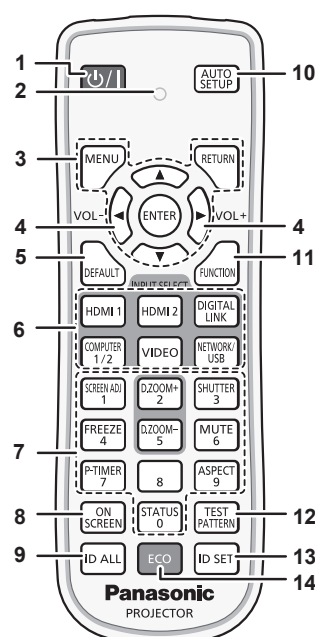 1
⏻/|
AUTO SETUP
10
2
3
MENU
RETURN
VOL-
ENTER
VOL+
4
4
5
DEFAULT
FUNCTION
11
INPUT SELECT
6
HDMI 1
HDMI 2
DIGITAL LINK
COMPUTER 1/2
VIDEO
NETWORK/ USB
7
SCREEN ADJ 1
D.ZOOM+ 2
SHUTTER 3
FREEZE 4
D.ZOOM- 5
MUTE 6
P-TIMER 7
8
ASPECT 9
8
ON SCREEN
STATUS 0
TEST PATTERN
12
9
ID ALL
ECO
ID SET
13
14
Panasonic
PROJECTOR